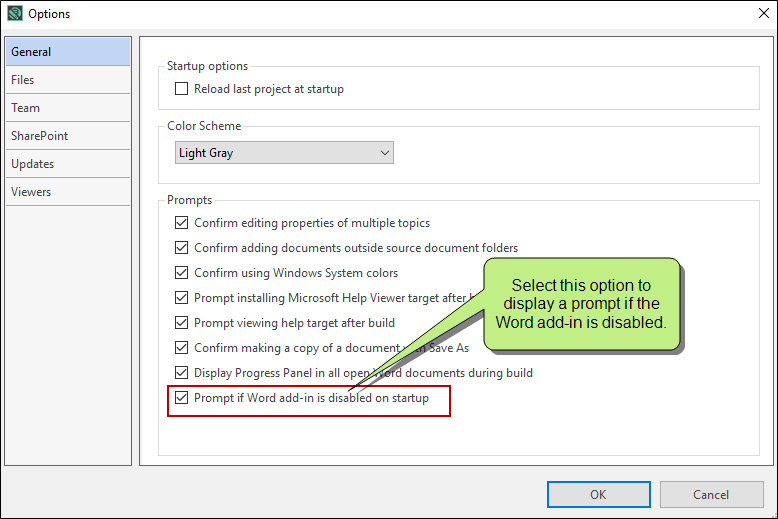 Options
General
Files
Team
SharePoint
Updates
Viewers
Startup options
Reload last project at startup
Color Scheme
Light Gray
Prompts
Confirm editing properties of multiple topics
Confirm adding documents outside source document folders
Confirm using Windows System colors
Prompt installing Microsoft Help Viewer target after
Prompt viewing help target after build
Confirm making a copy of a document with Save As
Display Progress Panel in all open Word documents during build
Prompt if Word add-in is disabled on startup
Select this option to
display a prompt if the
Word add-in is disabled.
OK
Cancel